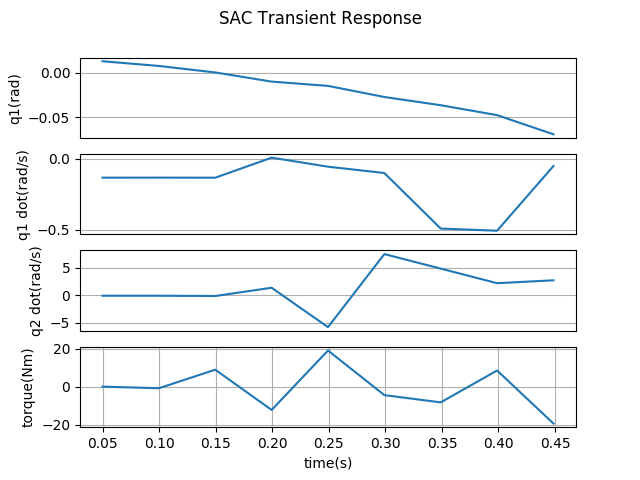 SAC Transient Response
q1(rad)
0.00
−0.05
q1 dot(rad/s)
0.0
−0.5
q2 dot(rad/s)
5
0
−5
torque(Nm)
20
0
−20
0.05 0.10 0.15 0.20 0.25 0.30 0.35 0.40 0.45
time(s)